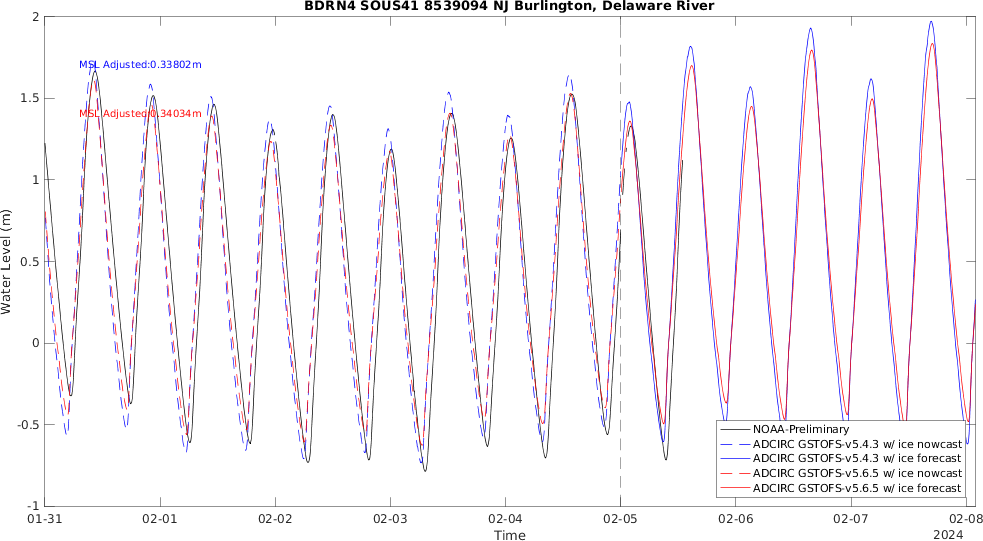 BDRN4 SOUS41 8539094 NJ Burlington, Delaware River
2
MSL Adjusted:0.33802m
1.5
MSL Adjusted:0.34034m
1
0.5
0
-0.5
-1
Water Level (m)
NOAA-Preliminary
ADCIRC GSTOFS-v5.4.3 w/ ice nowcast
ADCIRC GSTOFS-v5.4.3 w/ ice forecast
ADCIRC GSTOFS-v5.6.5 w/ ice nowcast
ADCIRC GSTOFS-v5.6.5 w/ ice forecast
01-31 02-01 02-02 02-03 02-04 02-05 02-06 02-07 02-08
Time
2024